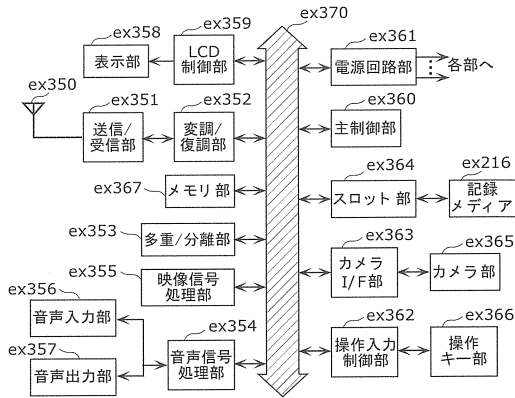 ex370
ex358
ex359
表示部
LCD
制御部
ex361
電源回路部
各部へ
ex350
ex351
送信/
受信部
ex352
変調/
復調部
ex360
主制御部
ex367
メモリ部
ex364
スロット部
ex216
記録
メディア
ex353
多重/分離部
ex363
カメラ
I/F部
ex365
カメラ部
ex355
映像信号
処理部
ex356
音声入力部
ex354
音声信号
処理部
ex357
音声出力部
ex362
操作入力
制御部
ex366
操作
キー部